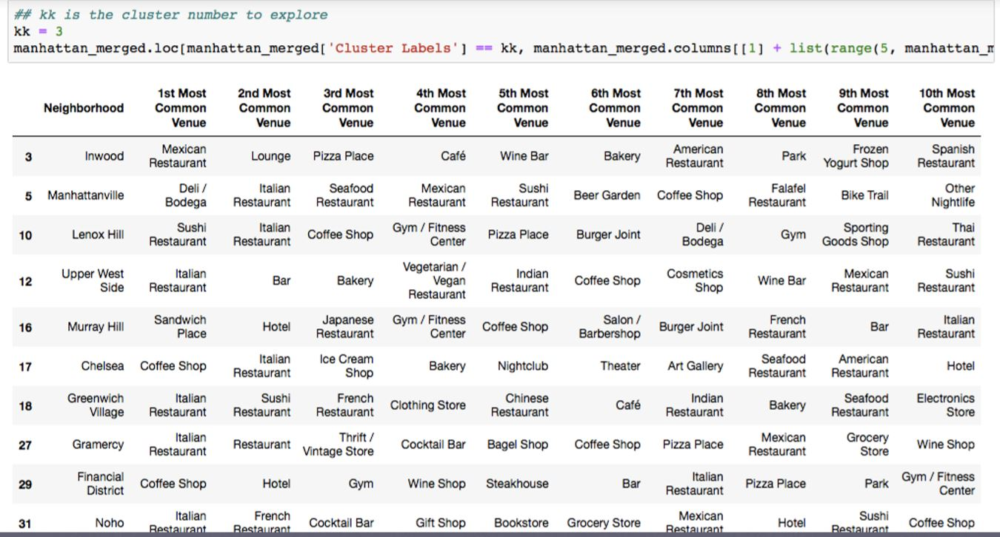 ## kk is the cluster number to explore
kk = 3
manhattan_merged.loc[manhattan_merged['Cluster Labels'] == kk, manhattan_merged.columns[[1] + list(range(5, manhattan_m
Neighborhood 1st Most Common Venue 2nd Most Common Venue 3rd Most Common Venue 4th Most Common Venue 5th Most Common Venue 6th Most Common Venue 7th Most Common Venue 8th Most Common Venue 9th Most Common Venue 10th Most Common Venue
3 Inwood Mexican Restaurant Lounge Pizza Place Café Wine Bar Bakery American Restaurant Park Frozen Yogurt Shop Spanish Restaurant
5 Manhattanville Deli / Bodega Italian Restaurant Seafood Restaurant Mexican Restaurant Sushi Restaurant Beer Garden Coffee Shop Falafel Restaurant Bike Trail Other Nightlife
10 Lenox Hill Sushi Restaurant Italian Restaurant Coffee Shop Gym / Fitness Center Pizza Place Burger Joint Deli / Bodega Gym Sporting Goods Shop Thai Restaurant
12 Upper West Side Italian Restaurant Bar Bakery Vegetarian / Vegan Restaurant Indian Restaurant Coffee Shop Cosmetics Shop Wine Bar Mexican Restaurant Sushi Restaurant
16 Murray Hill Sandwich Place Hotel Japanese Restaurant Gym / Fitness Center Coffee Shop Salon / Barbershop Burger Joint French Restaurant Bar Italian Restaurant
17 Chelsea Coffee Shop Italian Restaurant Ice Cream Shop Bakery Nightclub Theater Art Gallery Seafood Restaurant American Restaurant Hotel
18 Greenwich Village Italian Restaurant Sushi Restaurant French Restaurant Clothing Store Chinese Restaurant Café Indian Restaurant Bakery Seafood Restaurant Electronics Store
27 Gramercy Italian Restaurant Restaurant Thrift / Vintage Store Cocktail Bar Bagel Shop Coffee Shop Pizza Place Mexican Restaurant Grocery Store Wine Shop
29 Financial District Coffee Shop Hotel Gym Wine Shop Steakhouse Bar Italian Restaurant Pizza Place Park Gym / Fitness Center
31 Noho Italian Restaurant French Restaurant Cocktail Bar Gift Shop Bookstore Grocery Store Mexican Restaurant Hotel Sushi Restaurant Coffee Shop